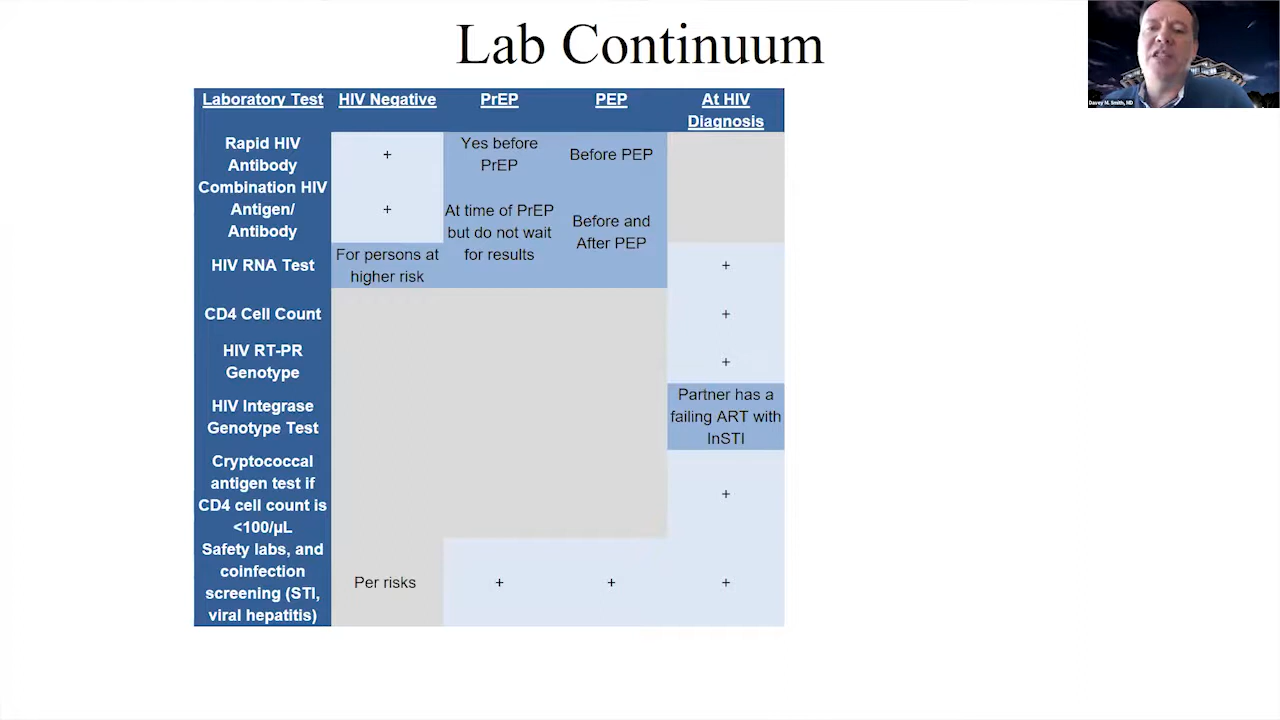 Lab Continuum
Laboratory Test HIV Negative PrEP PEP At HIV
Diagnosis
Rapid HIV
Antibody
+
Yes before
PrEP
Before PEP
Combination HIV
Antigen/
Antibody
+
At time of PrEP
but do not wait
for results
Before and
After PEP
HIV RNA Test
For persons at
higher risk
+
CD4 Cell Count
+
HIV RT-PR
Genotype
+
HIV Integrase
Genotype Test
Partner has a
failing ART with
InSTI
Cryptococcal
antigen test if
CD4 cell count is
<100/µL
+
Safety labs, and
coinfection
screening (STI,
viral hepatitis)
Per risks
+
+
+
Davey M. Smith, MD